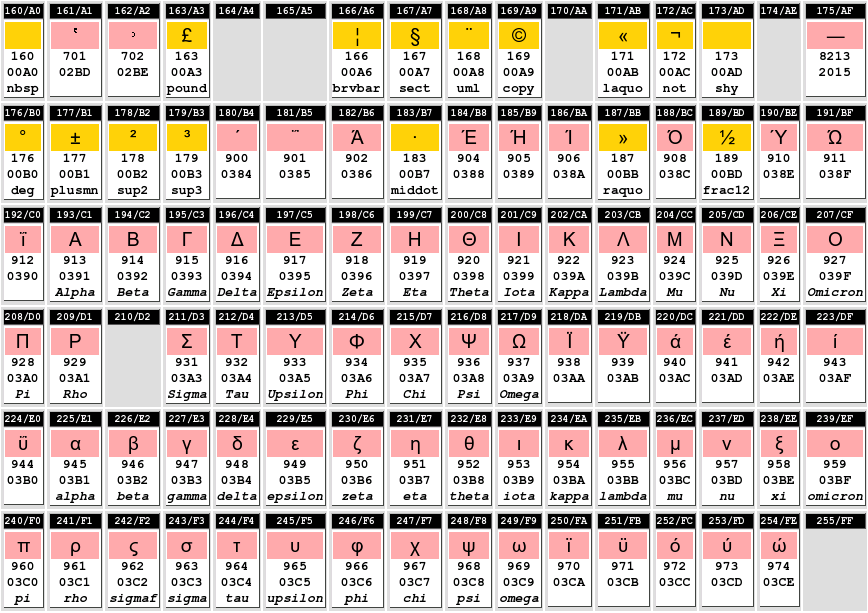 160/A0 161/A1 162/A2 163/A3 164/A4 165/A5 166/A6 167/A7 168/A8 169/A9 170/AA 171/AB 172/AC 173/AD 174/AE 175/AF
ʽ ʾ £ ¦ § ¨ © « ¬ ―
160 701 702 163 166 167 168 169 171 172 173 8213
00A0 02BD 02BE 00A3 00A6 00A7 00A8 00A9 00AB 00AC 00AD 2015
nbsp pound brvbar sect uml copy laquo not shy
176/B0 177/B1 178/B2 179/B3 180/B4 181/B5 182/B6 183/B7 184/B8 185/B9 186/BA 187/BB 188/BC 189/BD 190/BE 191/BF
° ± ² ³ ΄ ΅ Ά · Έ Ή Ί » Ό ½ Ύ Ώ
176 177 178 179 900 901 902 183 904 905 906 187 908 189 910 911
00B0 00B1 00B2 00B3 0384 0385 0386 00B7 0388 0389 038A 00BB 038C 00BD 038E 038F
deg plusmn sup2 sup3 middot raquo frac12
192/C0 193/C1 194/C2 195/C3 196/C4 197/C5 198/C6 199/C7 200/C8 201/C9 202/CA 203/CB 204/CC 205/CD 206/CE 207/CF
ΐ Α Β Γ Δ Ε Ζ Η Θ Ι Κ Λ Μ Ν Ξ Ο
912 913 914 915 916 917 918 919 920 921 922 923 924 925 926 927
0390 0391 0392 0393 0394 0395 0396 0397 0398 0399 039A 039B 039C 039D 039E 039F
Alpha Beta Gamma Delta Epsilon Zeta Eta Theta Iota Kappa Lambda Mu Nu Xi Omicron
208/D0 209/D1 210/D2 211/D3 212/D4 213/D5 214/D6 215/D7 216/D8 217/D9 218/DA 219/DB 220/DC 221/DD 222/DE 223/DF
Π Ρ Σ Τ Υ Φ Χ Ψ Ω Ϊ Ϋ ά έ ή ί
928 929 931 932 933 934 935 936 937 938 939 940 941 942 943
03A0 03A1 03A3 03A4 03A5 03A6 03A7 03A8 03A9 03AA 03AB 03AC 03AD 03AE 03AF
Pi Rho Sigma Tau Upsilon Phi Chi Psi Omega
224/E0 225/E1 226/E2 227/E3 228/E4 229/E5 230/E6 231/E7 232/E8 233/E9 234/EA 235/EB 236/EC 237/ED 238/EE 239/EF
ΰ α β γ δ ε ζ η θ ι κ λ μ ν ξ ο
944 945 946 947 948 949 950 951 952 953 954 955 956 957 958 959
03B0 03B1 03B2 03B3 03B4 03B5 03B6 03B7 03B8 03B9 03BA 03BB 03BC 03BD 03BE 03BF
alpha beta gamma delta epsilon zeta eta theta iota kappa lambda mu nu xi omicron
240/F0 241/F1 242/F2 243/F3 244/F4 245/F5 246/F6 247/F7 248/F8 249/F9 250/FA 251/FB 252/FC 253/FD 254/FE 255/FF
π ρ ς σ τ υ φ χ ψ ω ϊ ϋ ό ύ ώ
960 961 962 963 964 965 966 967 968 969 970 971 972 973 974
03C0 03C1 03C2 03C3 03C4 03C5 03C6 03C7 03C8 03C9 03CA 03CB 03CC 03CD 03CE
pi rho sigmaf sigma tau upsilon phi chi psi omega